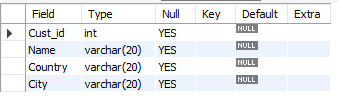 Field Type Null Key Default Extra
Cust_id int YES NULL
Name varchar(20) YES NULL
Country varchar(20) YES NULL
City varchar(20) YES NULL